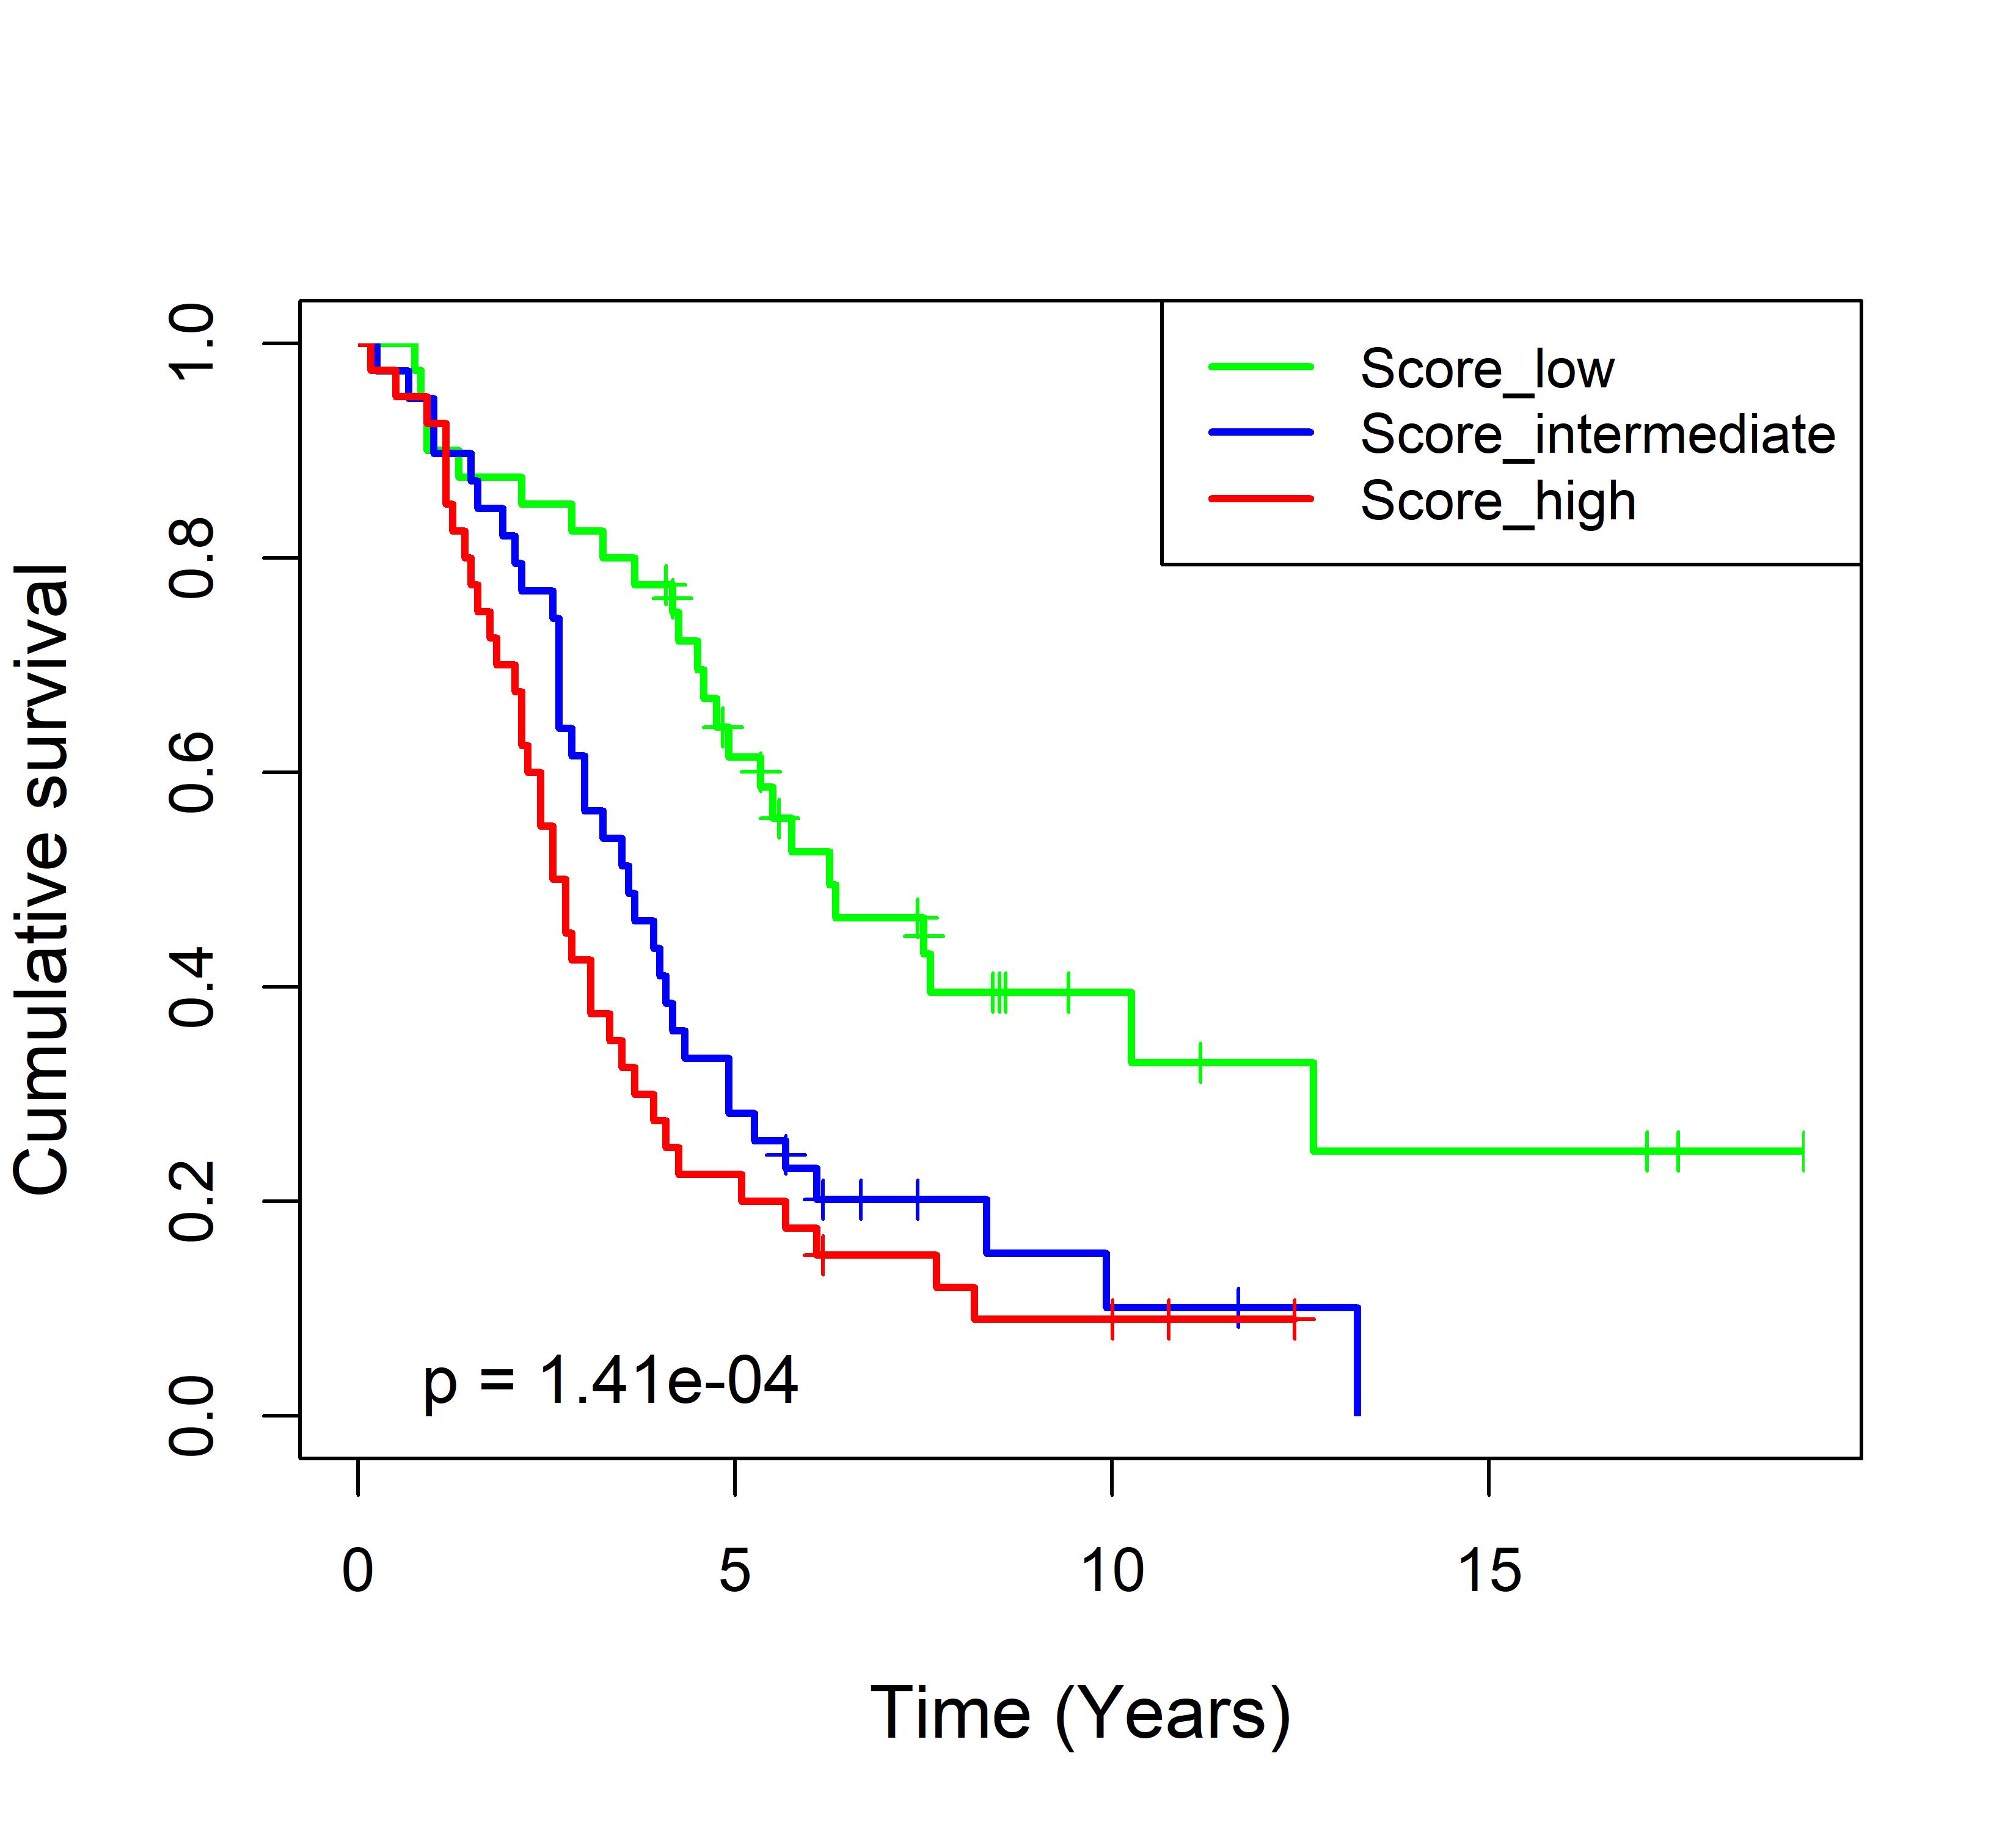 Score_low
Score_intermediate
Score_high
Cumulative survival
1.0
0.8
0.6
0.4
0.2
0.0
p = 1.41e-04
0 5 10 15
Time (Years)